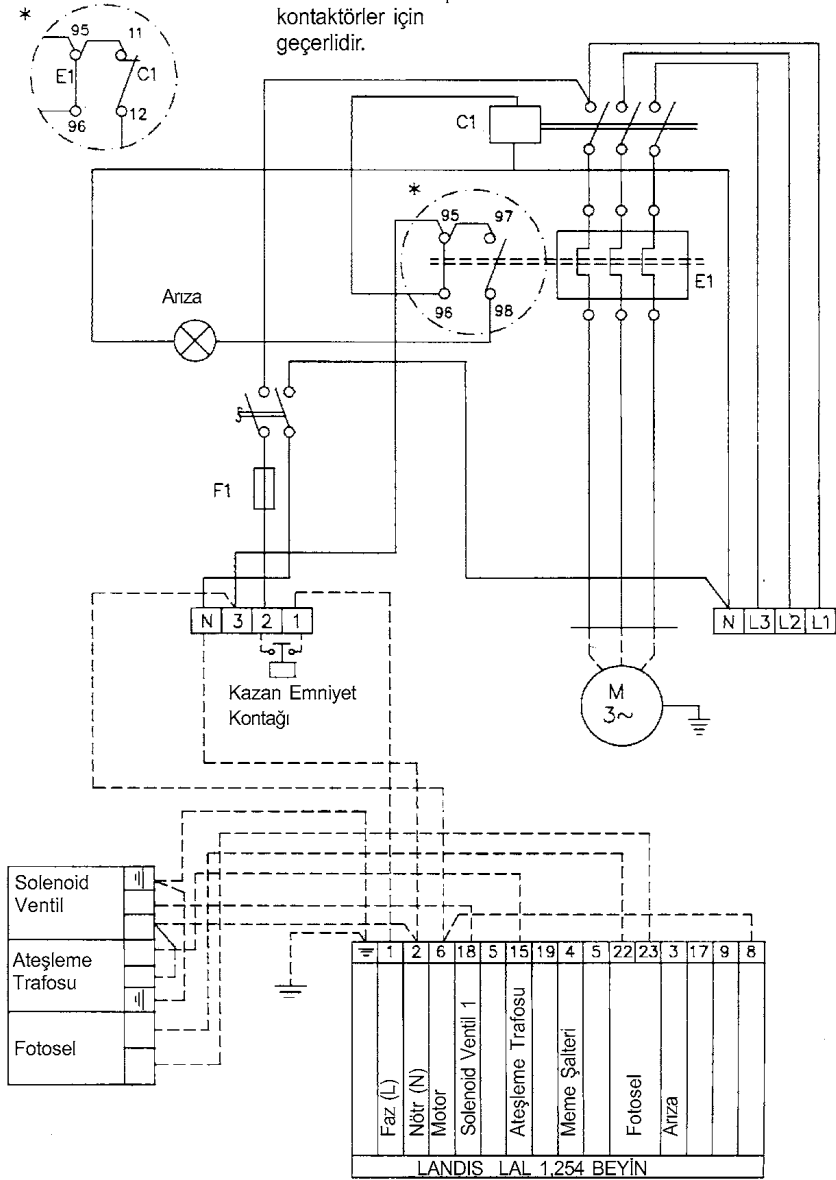 *
95
11
E1
C1
96
12
kontaktörler için
geçerlidir.
C1
*
95
97
96
98
E1
Arıza
F1
N 3 2 1
Kazan Emniyet
Kontağı
N L3 L2 L1
M
3~
Solenoid
Ventil
Ateşleme
Trafosu
Fotosel
1 2 6 18 5 15 19 4 5 22 23 3 17 9 8
Faz (L)
Nötr (N)
Motor
Solenoid Ventil 1
Ateşleme Trafosu
Meme Şalteri
Fotosel
Arıza
LANDIS LAL 1,254 BEYİN